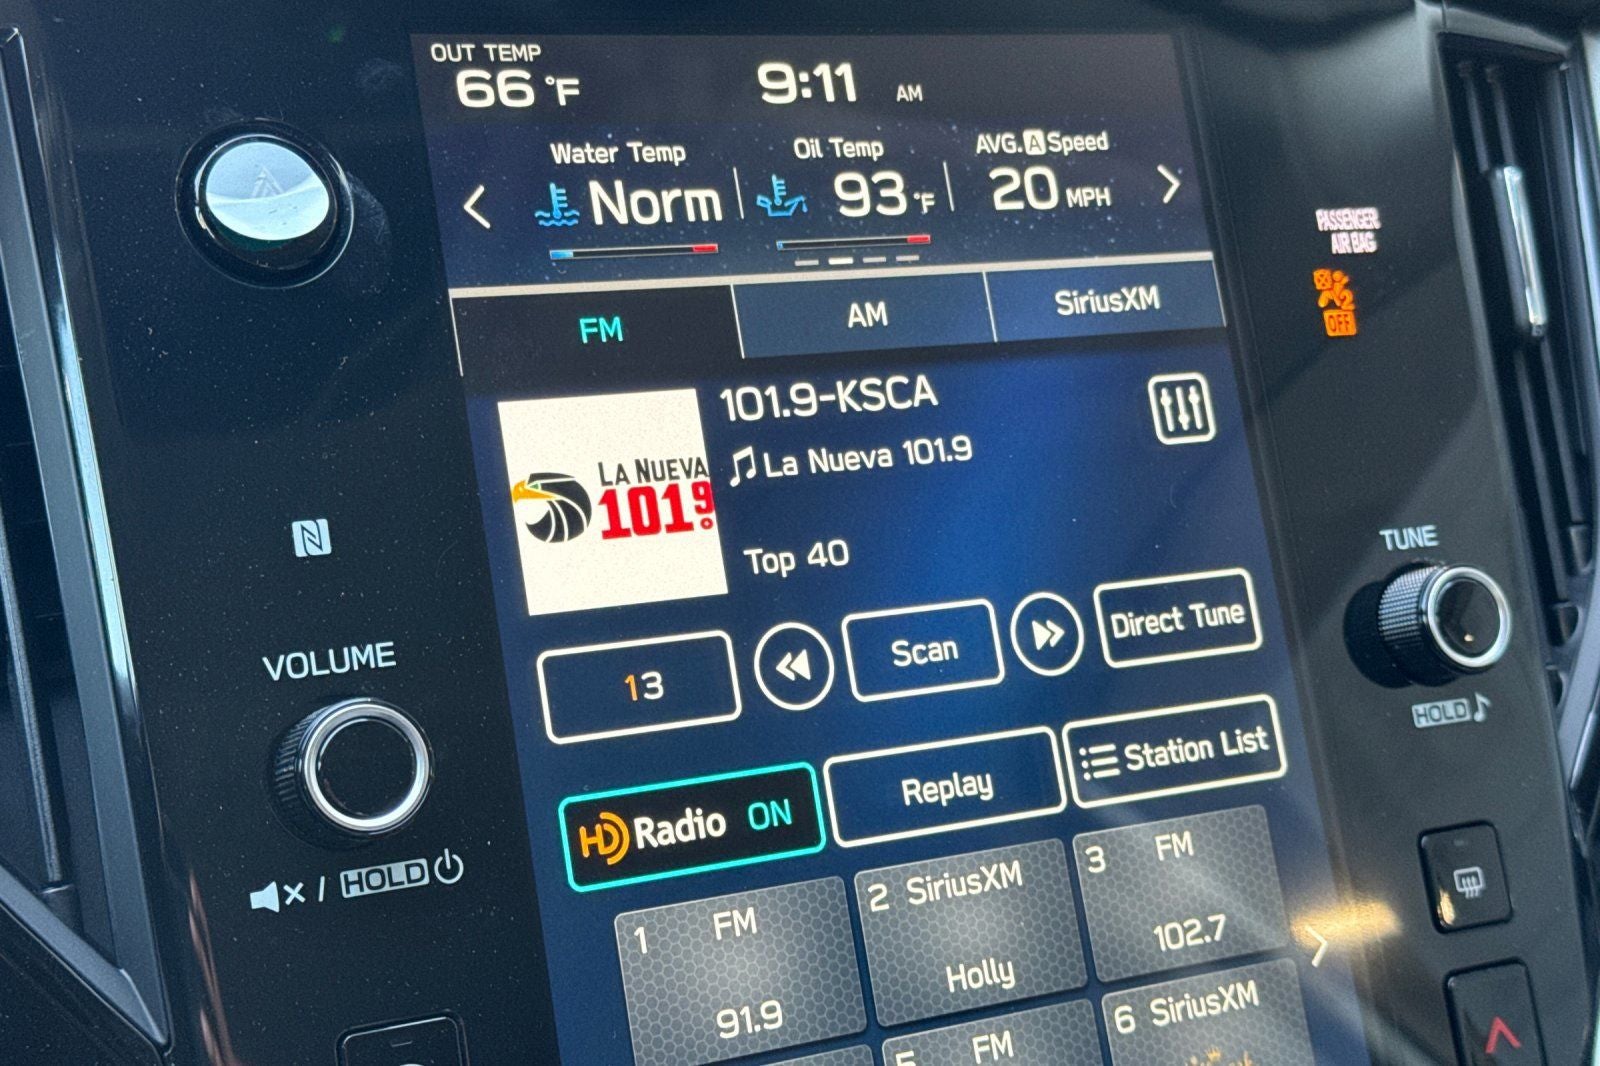 OUT TEMP
66 °F
9:11 AM
Water Temp
Norm
Oil Temp
93 °F
AVG. A Speed
20 MPH
PASSENGER
AIR BAG
2
OFF
FM
AM
SiriusXM
101.9-KSCA
La Nueva 101.9
LA NUEVA
101.9
Top 40
13
Scan
Direct Tune
HD Radio ON
Replay
Station List
1 FM
91.9
2 SiriusXM
Holly
3 FM
102.7
5 FM
6 SiriusXM
N
VOLUME
/ HOLD
TUNE
HOLD